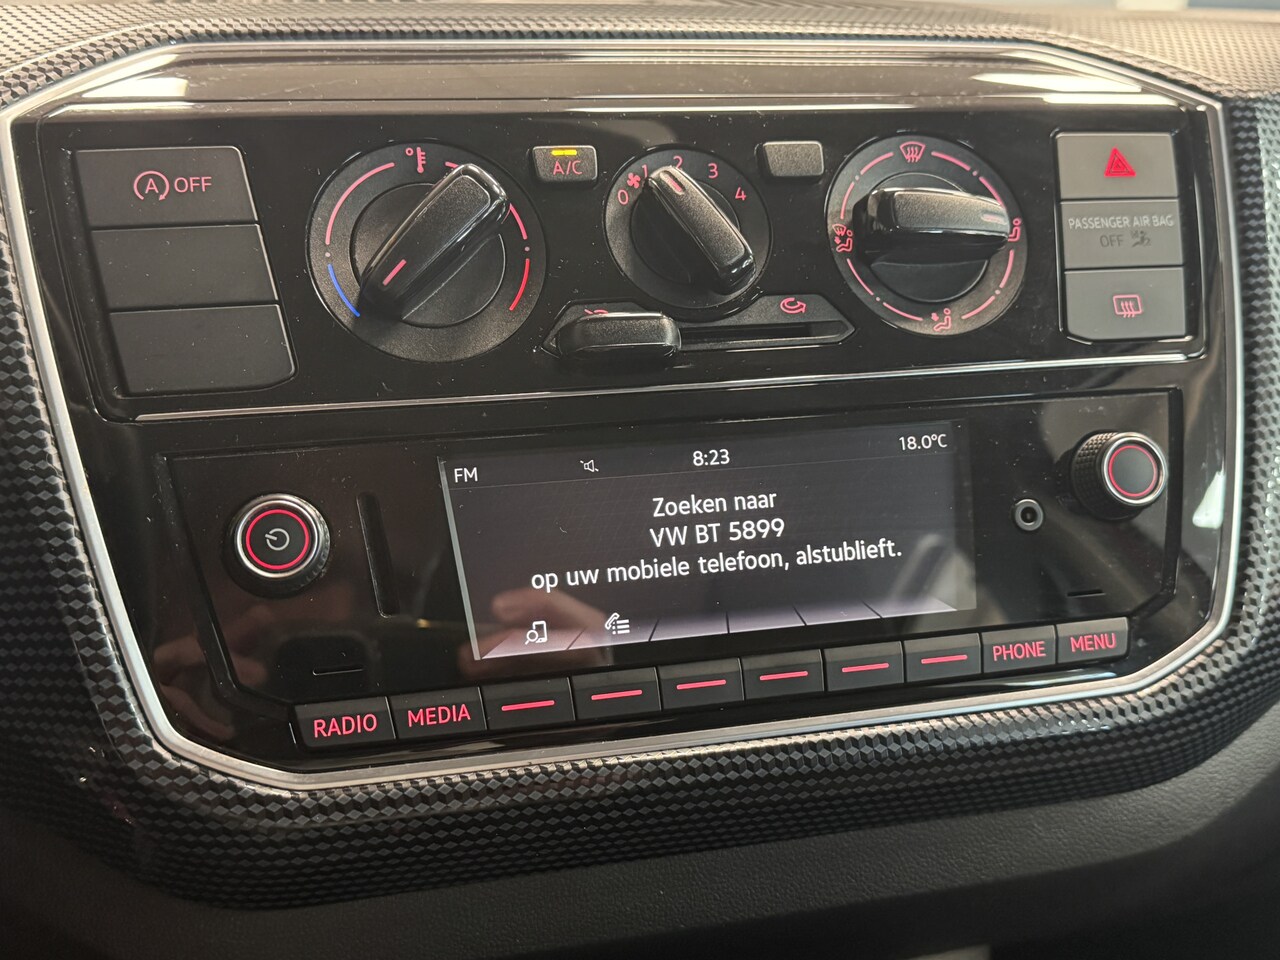 A OFF
A/C
0 1 2 3 4
PASSENGER AIR BAG
OFF
FM 8:23 18.0°C
Zoeken naar
VW BT 5899
op uw mobiele telefoon, alstublieft.
RADIO MEDIA PHONE MENU